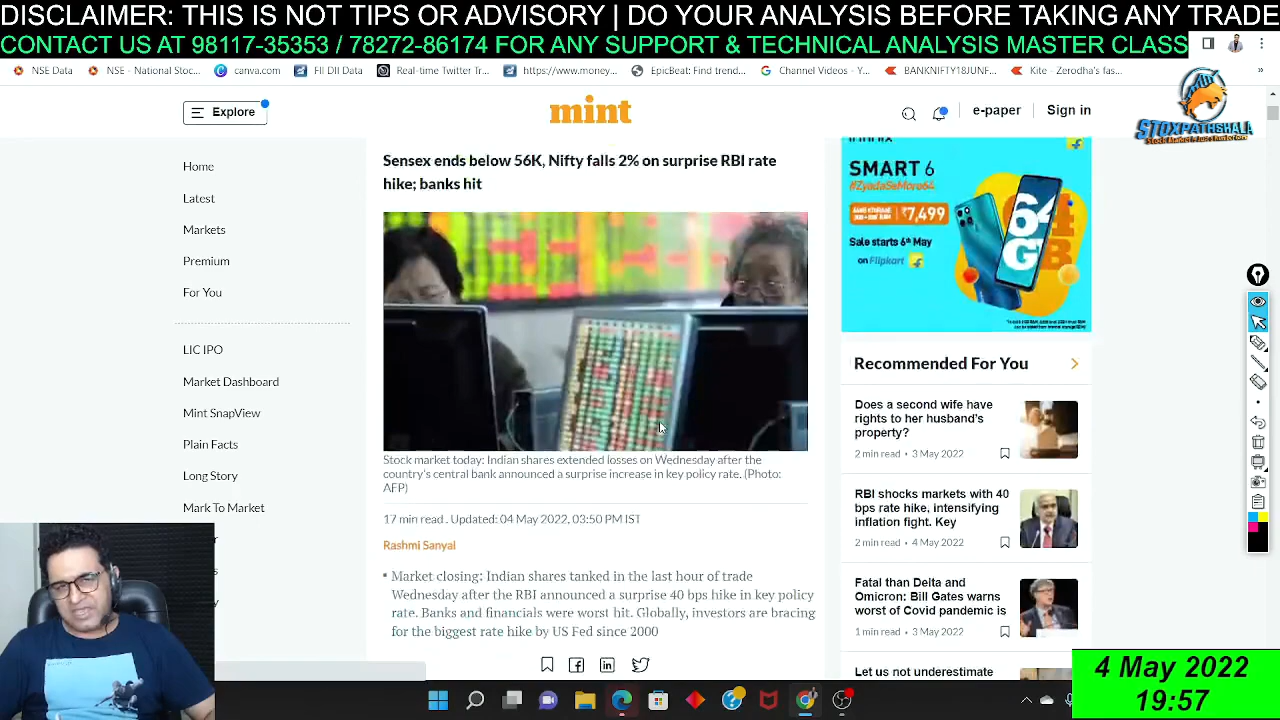 DISCLAIMER: THIS IS NOT TIPS OR ADVISORY | DO YOUR ANALYSIS BEFORE TAKING ANY TRADE
CONTACT US AT 98117-35353 / 78272-86174 FOR ANY SUPPORT & TECHNICAL ANALYSIS MASTER CLASS
NSE Data
NSE - National Stoc...
canva.com
FII DII Data
Real-time Twitter Tr...
https://www.money...
EpicBeat: Find trend...
Channel Videos - Y...
BANKNIFTY18JUNF...
Kite - Zerodha's fas...
»
Explore
mint
e-paper
Sign in
STOXPATHSHALA
Home
Latest
Markets
Premium
For You
LIC IPO
Market Dashboard
Mint SnapView
Plain Facts
Long Story
Mark To Market
Sensex ends below 56K, Nifty falls 2% on surprise RBI rate
hike; banks hit
Stock market today: Indian shares extended losses on Wednesday after the
country's central bank announced a surprise increase in key policy rate. (Photo:
AFP)
17 min read . Updated: 04 May 2022, 03:50 PM IST
Rashmi Sanyal
Market closing: Indian shares tanked in the last hour of trade
Wednesday after the RBI announced a surprise 40 bps hike in key policy
rate. Banks and financials were worst hit. Globally, investors are bracing
for the biggest rate hike by US Fed since 2000
SMART 6
#ZyadaSeMore64
₹7,499
Sale starts 6th May
on Flipkart
64
GB
Recommended For You
Does a second wife have
rights to her husband's
property?
2 min read • 3 May 2022
RBI shocks markets with 40
bps rate hike, intensifying
inflation fight. Key
2 min read • 4 May 2022
Fatal than Delta and
Omicron: Bill Gates warns
worst of Covid pandemic is
1 min read • 3 May 2022
Let us not underestimate
4 May 2022
19:57